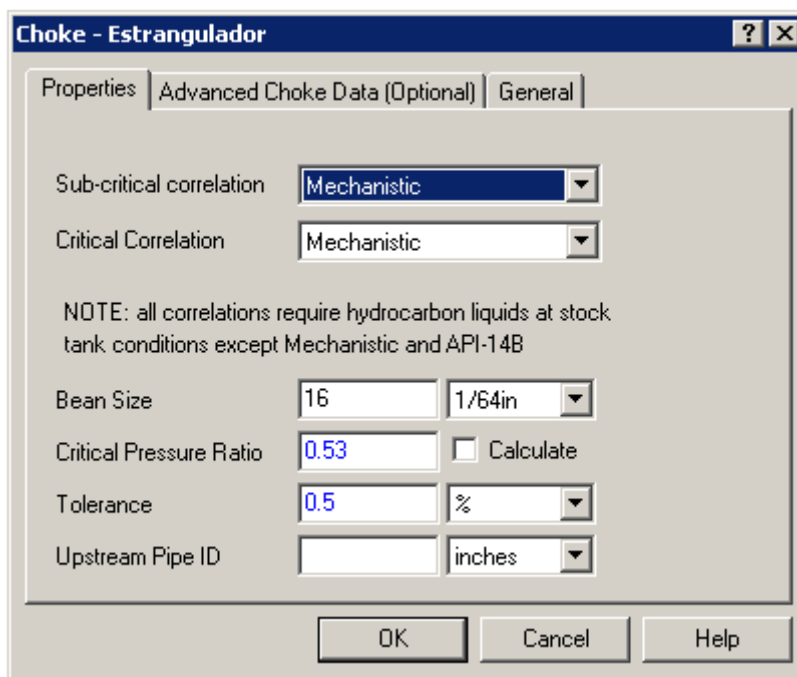 Choke - Estrangulador
Properties Advanced Choke Data (Optional) General
Sub-critical correlation Mechanistic
Critical Correlation Mechanistic
NOTE: all correlations require hydrocarbon liquids at stock
tank conditions except Mechanistic and API-14B
Bean Size 16 1/64in
Critical Pressure Ratio 0.53 Calculate
Tolerance 0.5 %
Upstream Pipe ID inches
OK Cancel Help